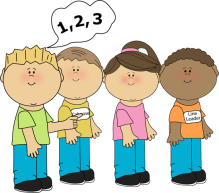 1, 2, 3
Line
Leader